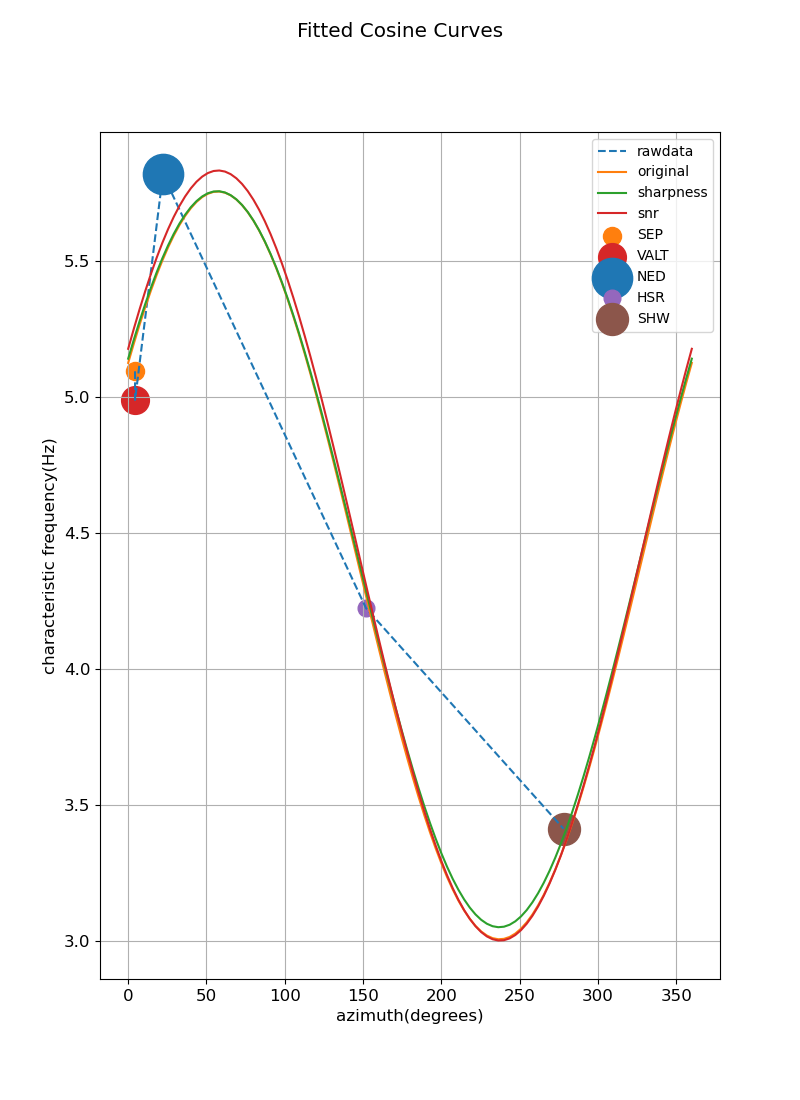 Fitted Cosine Curves
rawdata
original
sharpness
snr
SEP
VALT
NED
HSR
SHW
characteristic frequency(Hz)
5.5
5.0
4.5
4.0
3.5
3.0
0 50 100 150 200 250 300 350
azimuth(degrees)